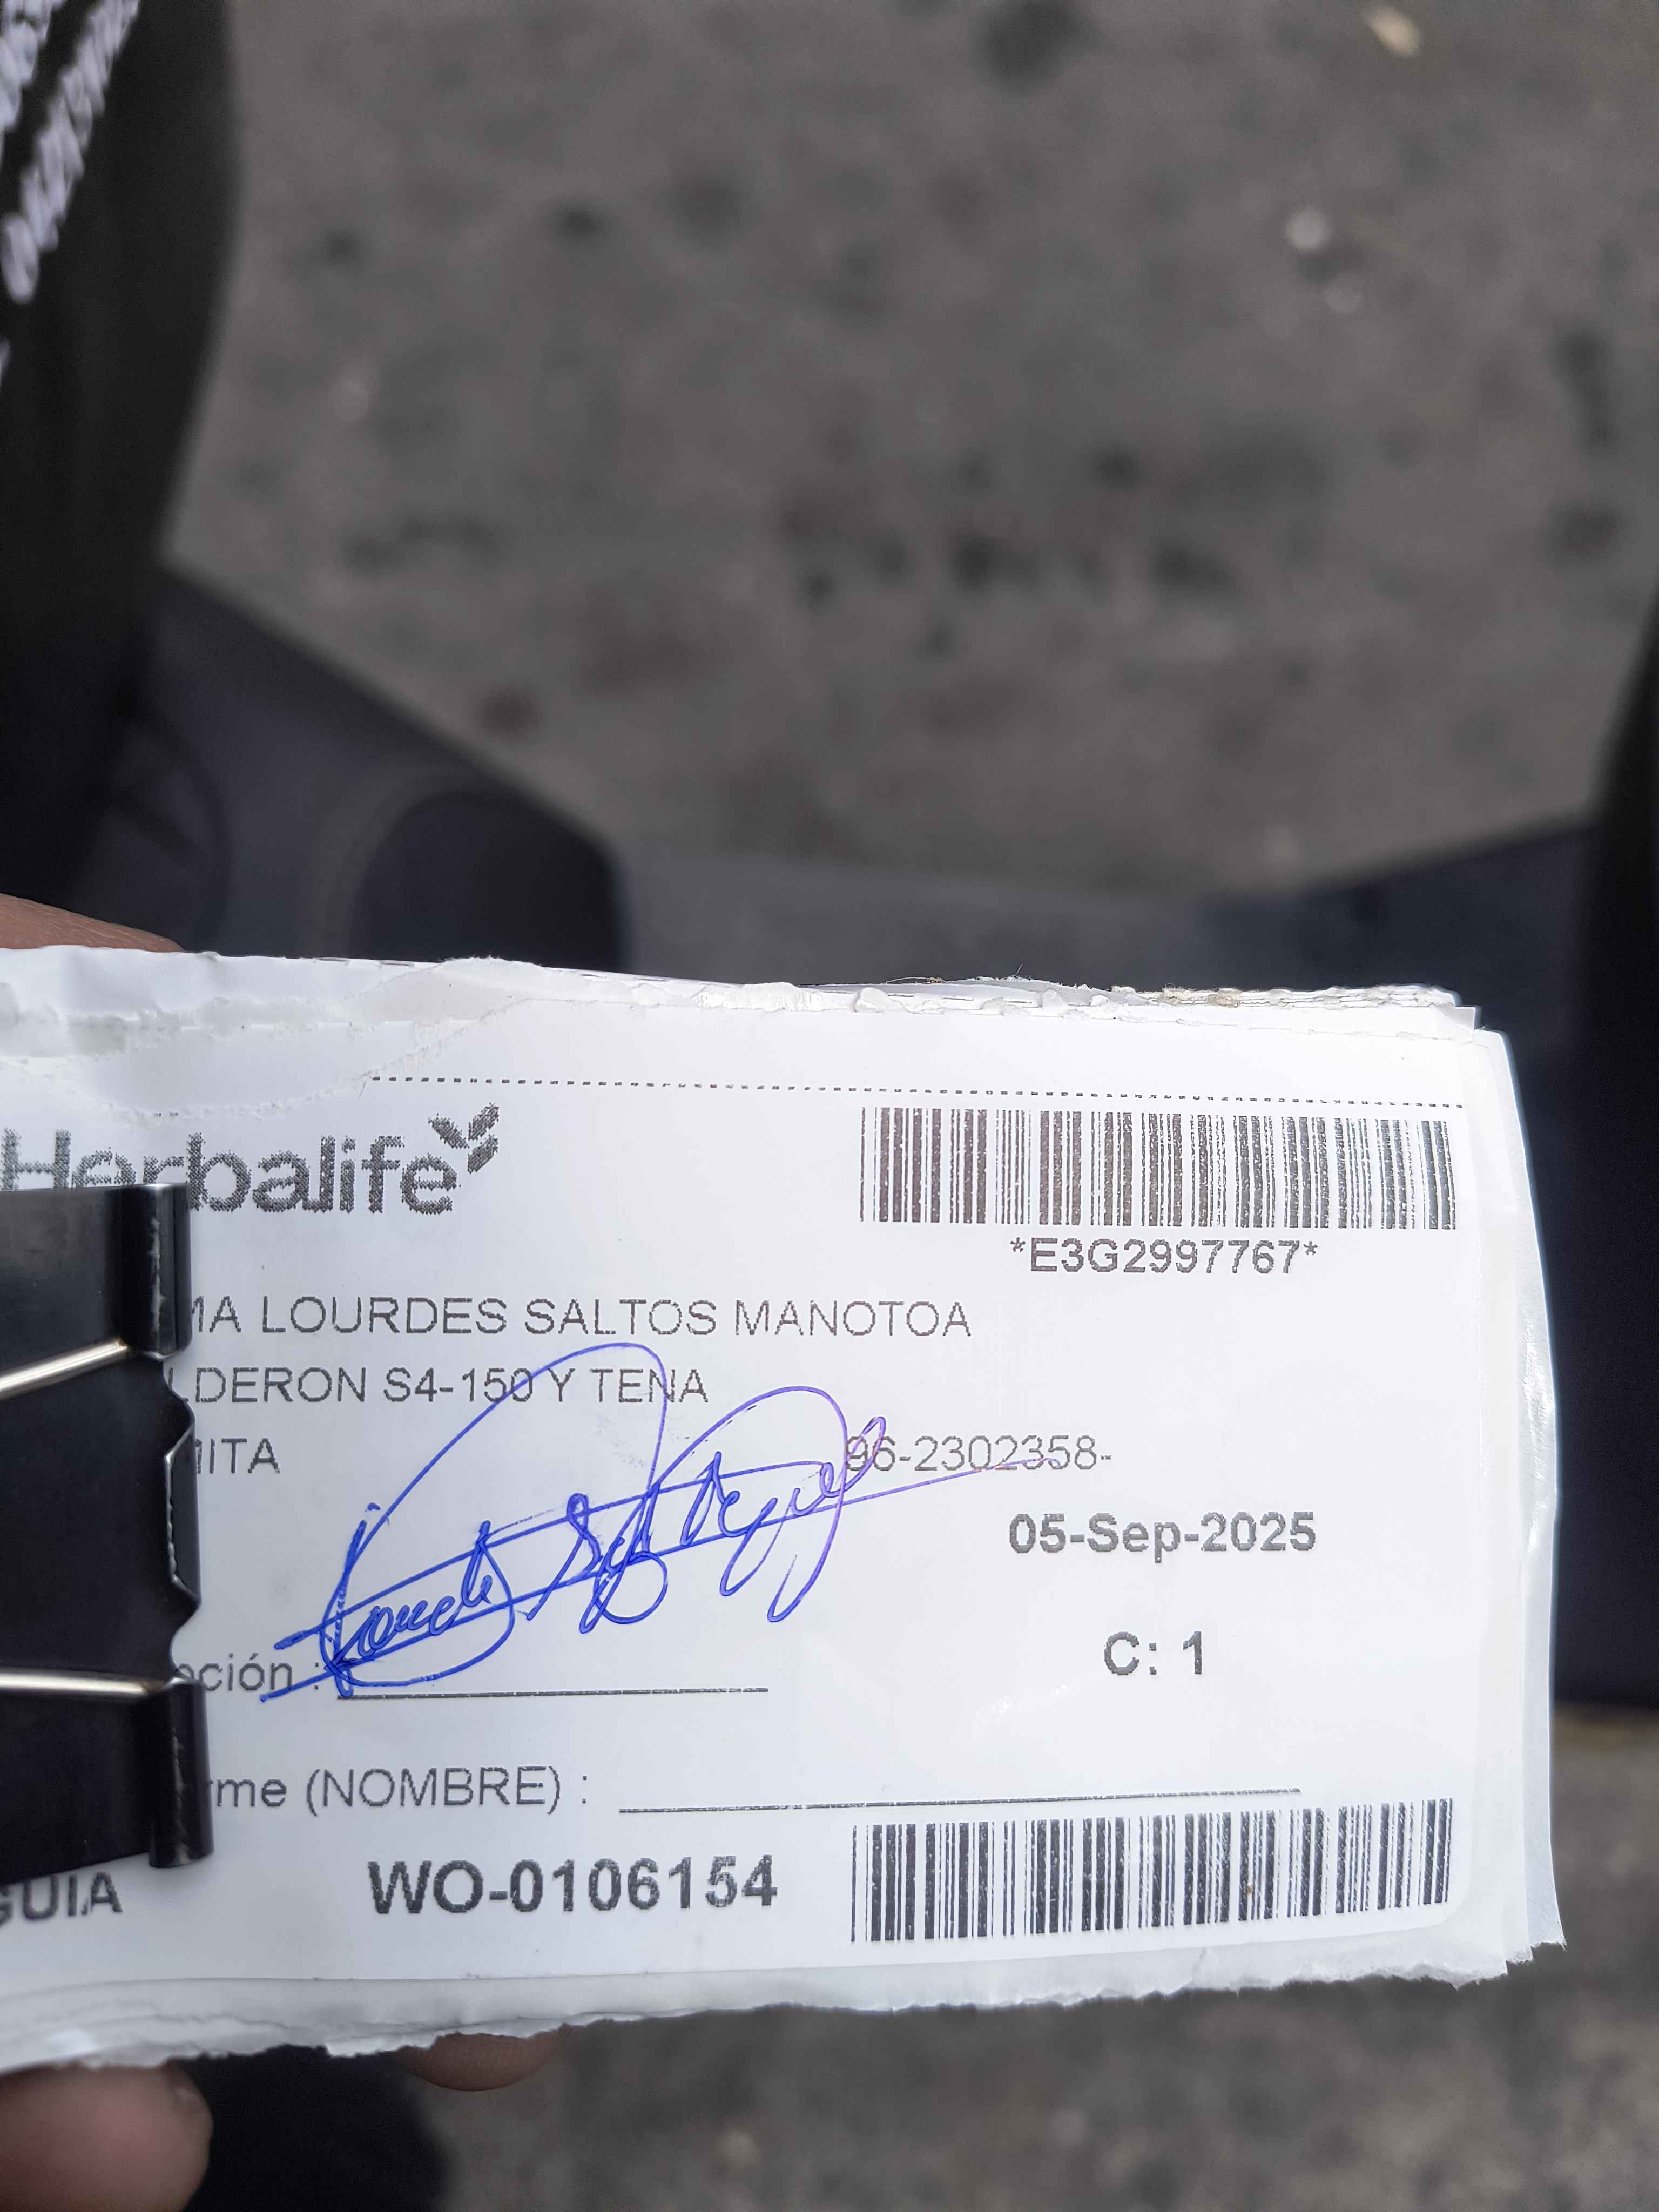 Herbalife
*E3G2997767*
MA LOURDES SALTOS MANOTOA
LDERON S4-150 Y TENA
MITA 96-2302358-
05-Sep-2025
C: 1
ción :
rme (NOMBRE) :
GUIA WO-0106154